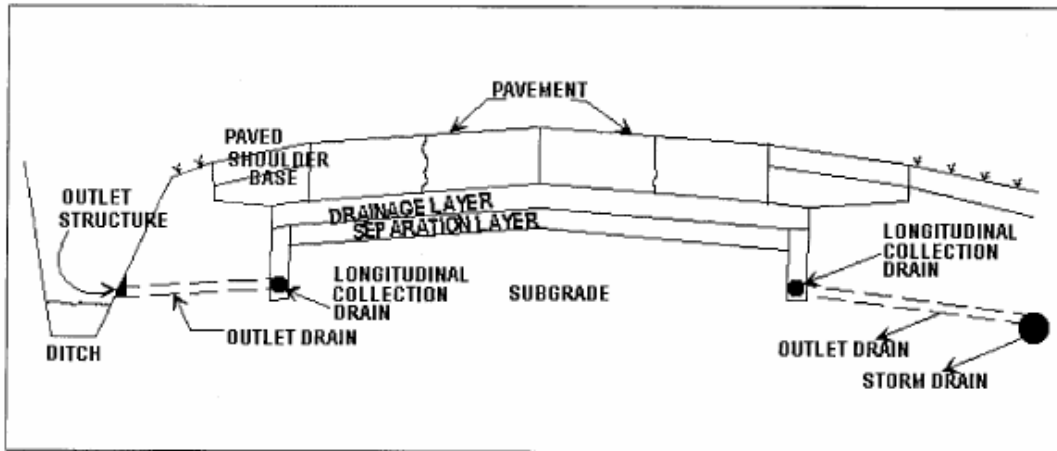 PAVEMENT
PAVED
SHOULDER
BASE
OUTLET
STRUCTURE
DRAINAGE LAYER
SEPARATION LAYER
LONGITUDINAL
COLLECTION
DRAIN
LONGITUDINAL
COLLECTION
DRAIN
SUBGRADE
OUTLET DRAIN
DITCH
OUTLET DRAIN
STORM DRAIN